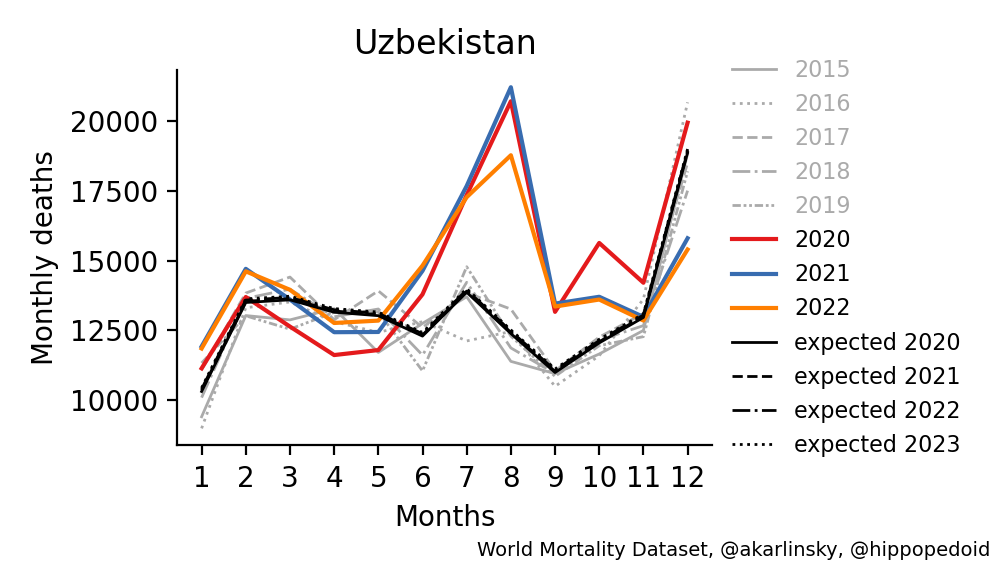 Uzbekistan
Monthly deaths
20000
17500
15000
12500
10000
1 2 3 4 5 6 7 8 9 10 11 12
Months
2015
2016
2017
2018
2019
2020
2021
2022
expected 2020
expected 2021
expected 2022
expected 2023
World Mortality Dataset, @akarlinsky, @hippopedoid